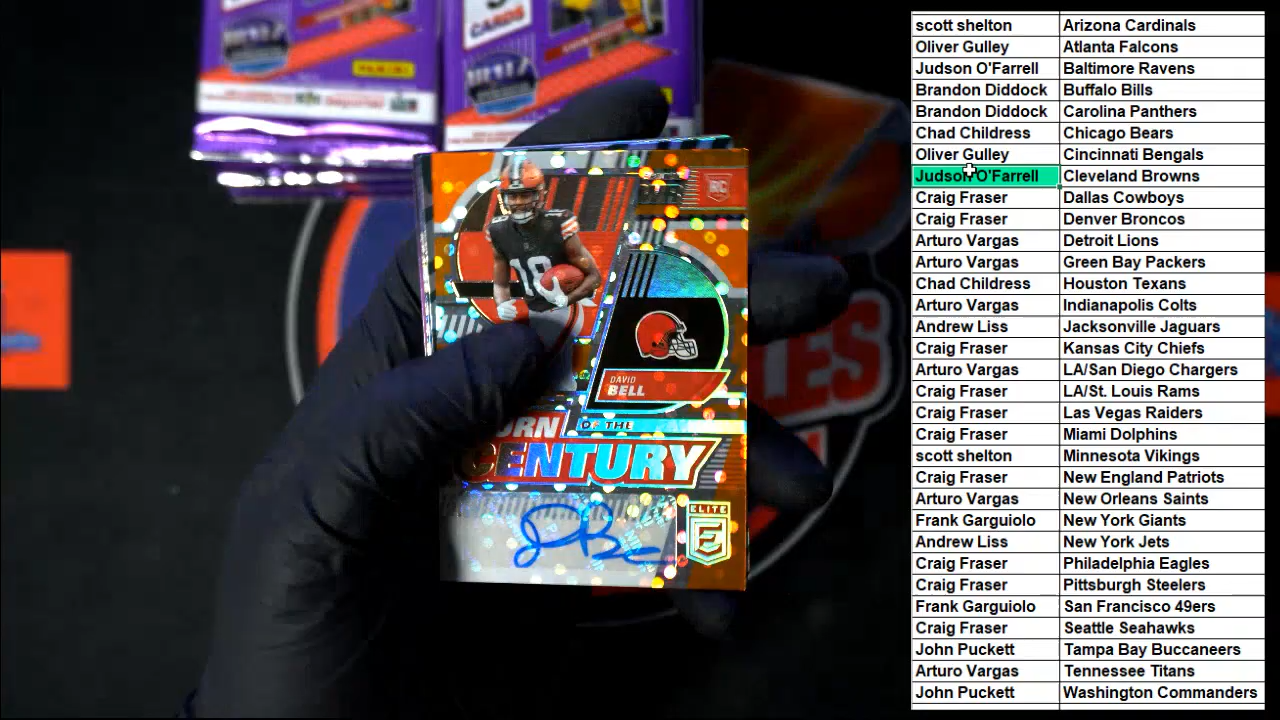 CARDS
PANINI
RC
18
DAVID
BELL
OF THE
CENTURY
ELITE
E
scott shelton Arizona Cardinals
Oliver Gulley Atlanta Falcons
Judson O'Farrell Baltimore Ravens
Brandon Diddock Buffalo Bills
Brandon Diddock Carolina Panthers
Chad Childress Chicago Bears
Oliver Gulley Cincinnati Bengals
Judson O'Farrell Cleveland Browns
Craig Fraser Dallas Cowboys
Craig Fraser Denver Broncos
Arturo Vargas Detroit Lions
Arturo Vargas Green Bay Packers
Chad Childress Houston Texans
Arturo Vargas Indianapolis Colts
Andrew Liss Jacksonville Jaguars
Craig Fraser Kansas City Chiefs
Arturo Vargas LA/San Diego Chargers
Craig Fraser LA/St. Louis Rams
Craig Fraser Las Vegas Raiders
Craig Fraser Miami Dolphins
scott shelton Minnesota Vikings
Craig Fraser New England Patriots
Arturo Vargas New Orleans Saints
Frank Garguiolo New York Giants
Andrew Liss New York Jets
Craig Fraser Philadelphia Eagles
Craig Fraser Pittsburgh Steelers
Frank Garguiolo San Francisco 49ers
Craig Fraser Seattle Seahawks
John Puckett Tampa Bay Buccaneers
Arturo Vargas Tennessee Titans
John Puckett Washington Commanders